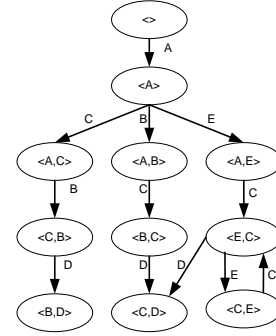 <>
A
<A>
C B E
<A,C> <A,B> <A,E>
B C C
<C,B> <B,C> <E,C>
D D D E C
<B,D> <C,D> <C,E>